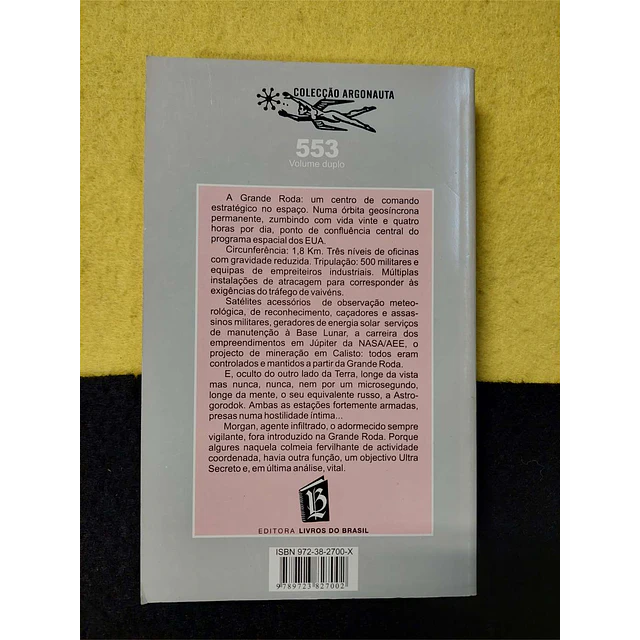 COLECÇÃO ARGONAUTA
553
Volume duplo
A Grande Roda: um centro de comando
estratégico no espaço. Numa órbita geosíncrona
permanente, zumbindo com vida vinte e quatro
horas por dia, ponto de confluência central do
programa espacial dos EUA.
Circunferência: 1,8 Km. Três níveis de oficinas
com gravidade reduzida. Tripulação: 500 militares e
equipas de empreiteiros industriais. Múltiplas
instalações de atracagem para corresponder às
exigências do tráfego de vaivéns.
Satélites acessórios de observação meteo-
rológica, de reconhecimento, caçadores e assas-
sinos militares, geradores de energia solar serviços
de manutenção à Base Lunar, a carreira dos
empreendimentos em Júpiter da NASA/AEE, o
projecto de mineração em Calisto: todos eram
controlados e mantidos a partir da Grande Roda.
E, oculto do outro lado da Terra, longe da vista
mas nunca, nunca, nem por um microsegundo,
longe da mente, o seu equivalente russo, a Astro-
gorodok. Ambas as estações fortemente armadas,
presas numa hostilidade íntima...
Morgan, agente infiltrado, o adormecido sempre
vigilante, fora introduzido na Grande Roda. Porque
algures naquela colmeia fervilhante de actividade
coordenada, havia outra função, um objectivo Ultra
Secreto e, em última análise, vital.
LB
EDITORA LIVROS DO BRASIL
ISBN 972-38-2700-X
9 789723 827002